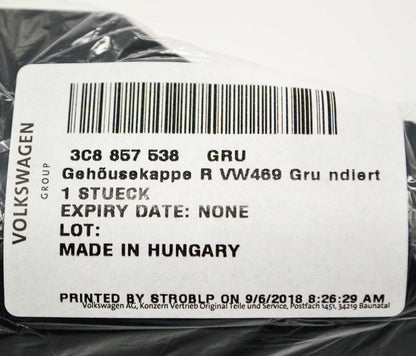 VOLKSWAGEN
GROUP
3C8 857 538 GRU
Gehõusekappe R VW469 Gru ndiert
1 STUECK
EXPIRY DATE: NONE
LOT:
MADE IN HUNGARY
PRINTED BY STROBLP ON 9/6/2018 8:26:29 AM
Volkswagen AG, Konzern Vertrieb Original Teile und Service, Postfach 1451, 34219 Baunatal